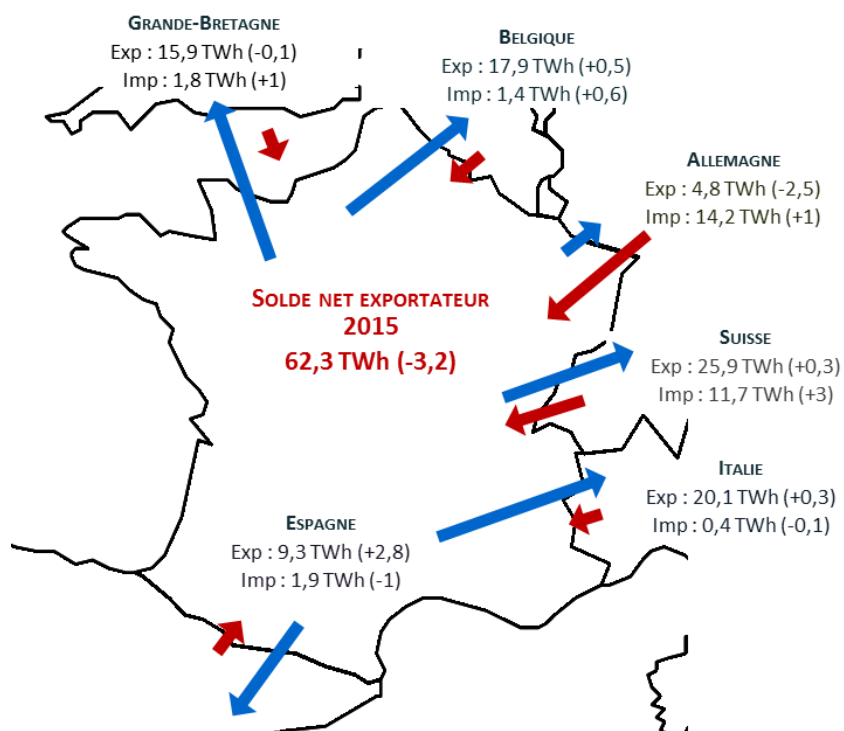 GRANDE-BRETAGNE
Exp : 15,9 TWh (-0,1)
Imp : 1,8 TWh (+1)
BELGIQUE
Exp : 17,9 TWh (+0,5)
Imp : 1,4 TWh (+0,6)
ALLEMAGNE
Exp : 4,8 TWh (-2,5)
Imp : 14,2 TWh (+1)
SOLDE NET EXPORTATEUR
2015
62,3 TWh (-3,2)
SUISSE
Exp : 25,9 TWh (+0,3)
Imp : 11,7 TWh (+3)
ITALIE
Exp : 20,1 TWh (+0,3)
Imp : 0,4 TWh (-0,1)
ESPAGNE
Exp : 9,3 TWh (+2,8)
Imp : 1,9 TWh (-1)